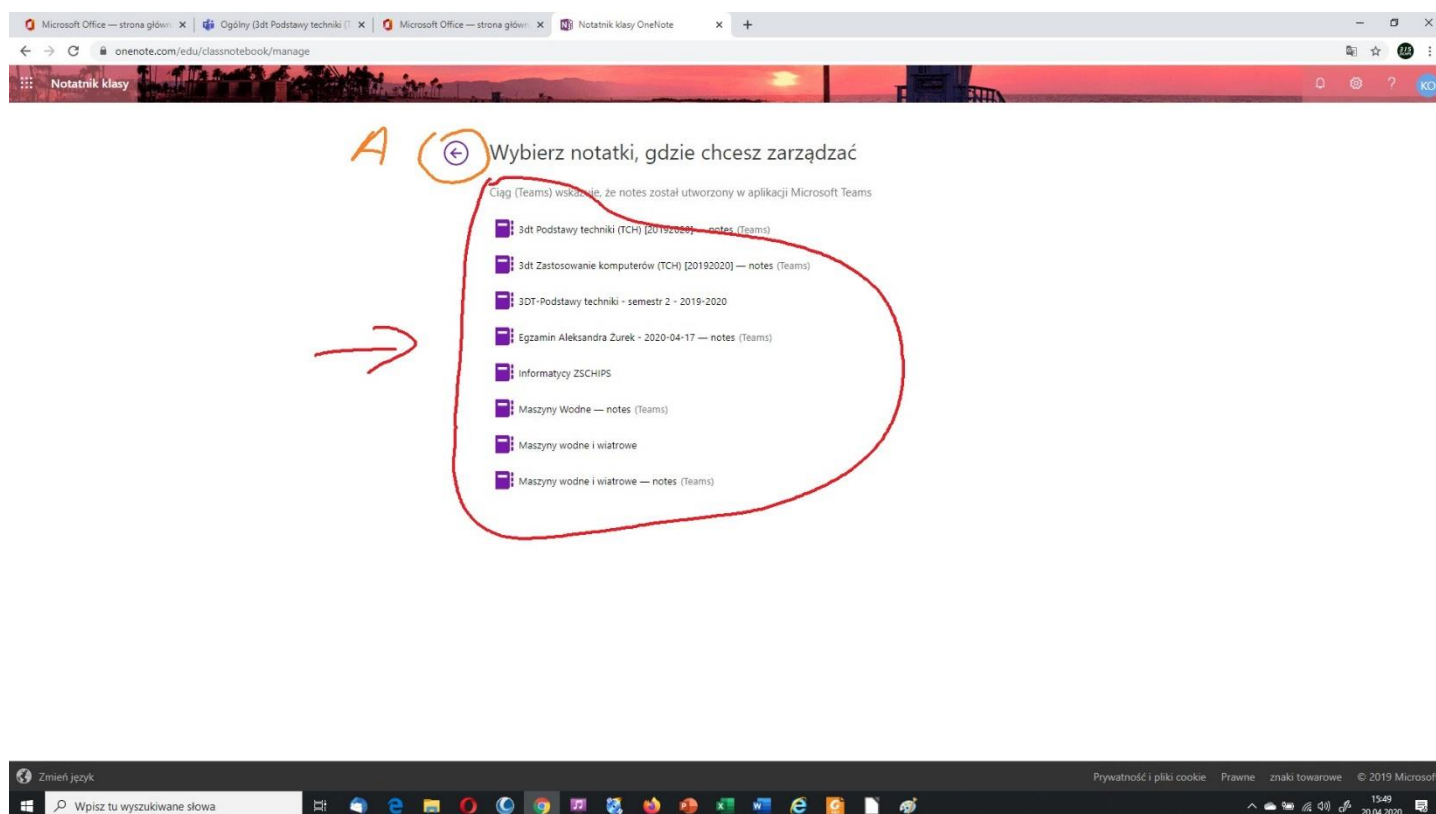 Microsoft Office — strona główn
Ogólny (3dt Podstawy techniki (T
Microsoft Office — strona główn
Notatnik klasy OneNote
onenote.com/edu/classnotebook/manage
Notatnik klasy
KO
A
Wybierz notatki, gdzie chcesz zarządzać
Ciąg (Teams) wskazuje, że notes został utworzony w aplikacji Microsoft Teams
3dt Podstawy techniki (TCH) [20192020] — notes (Teams)
3dt Zastosowanie komputerów (TCH) [20192020] — notes (Teams)
3DT-Podstawy techniki - semestr 2 - 2019-2020
Egzamin Aleksandra Żurek - 2020-04-17 — notes (Teams)
Informatycy ZSCHIPS
Maszyny Wodne — notes (Teams)
Maszyny wodne i wiatrowe
Maszyny wodne i wiatrowe — notes (Teams)
Zmień język
Prywatność i pliki cookie Prawne znaki towarowe © 2019 Microsof
Wpisz tu wyszukiwane słowa
15:49
20.04.2020